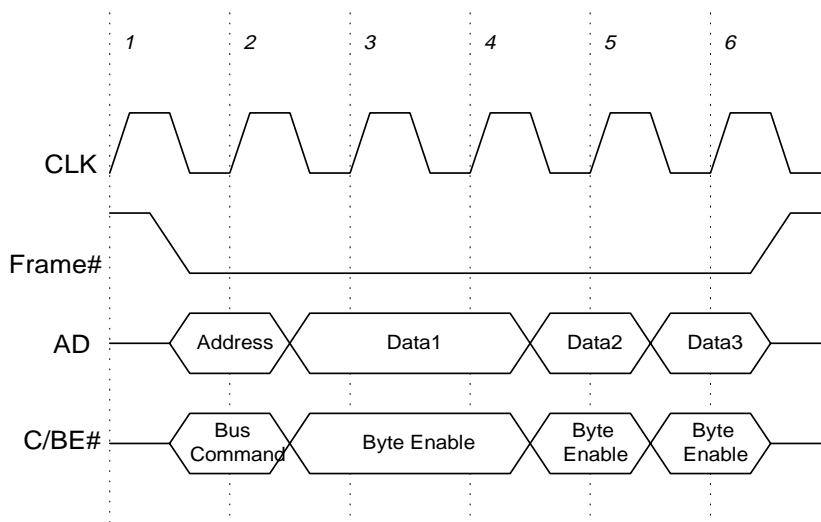 1 2 3 4 5 6
CLK
Frame#
AD
Address Data1 Data2 Data3
C/BE#
Bus
Command
Byte Enable
Byte
Enable
Byte
Enable